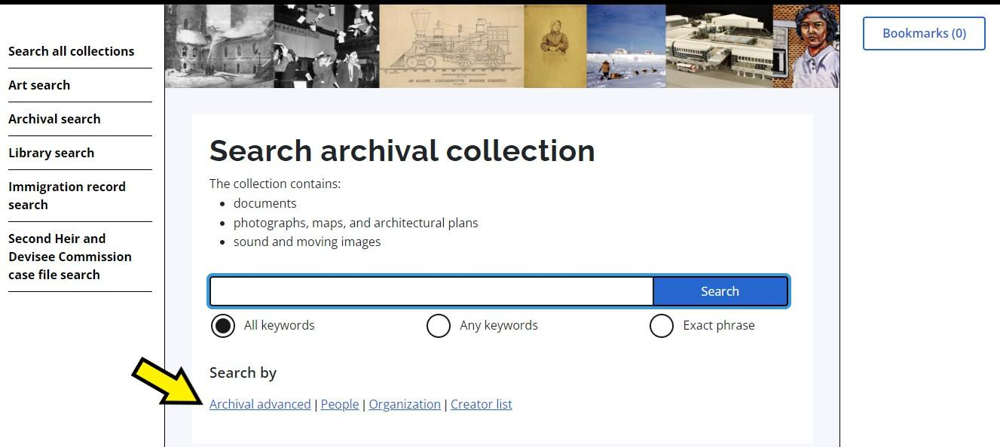 Search all collections
Art search
Archival search
Library search
Immigration record
search
Second Heir and
Devisee Commission
case file search
Bookmarks (0)
Search archival collection
The collection contains:
documents
photographs, maps, and architectural plans
sound and moving images
Search
All keywords
Any keywords
Exact phrase
Search by
Archival advanced | People | Organization | Creator list